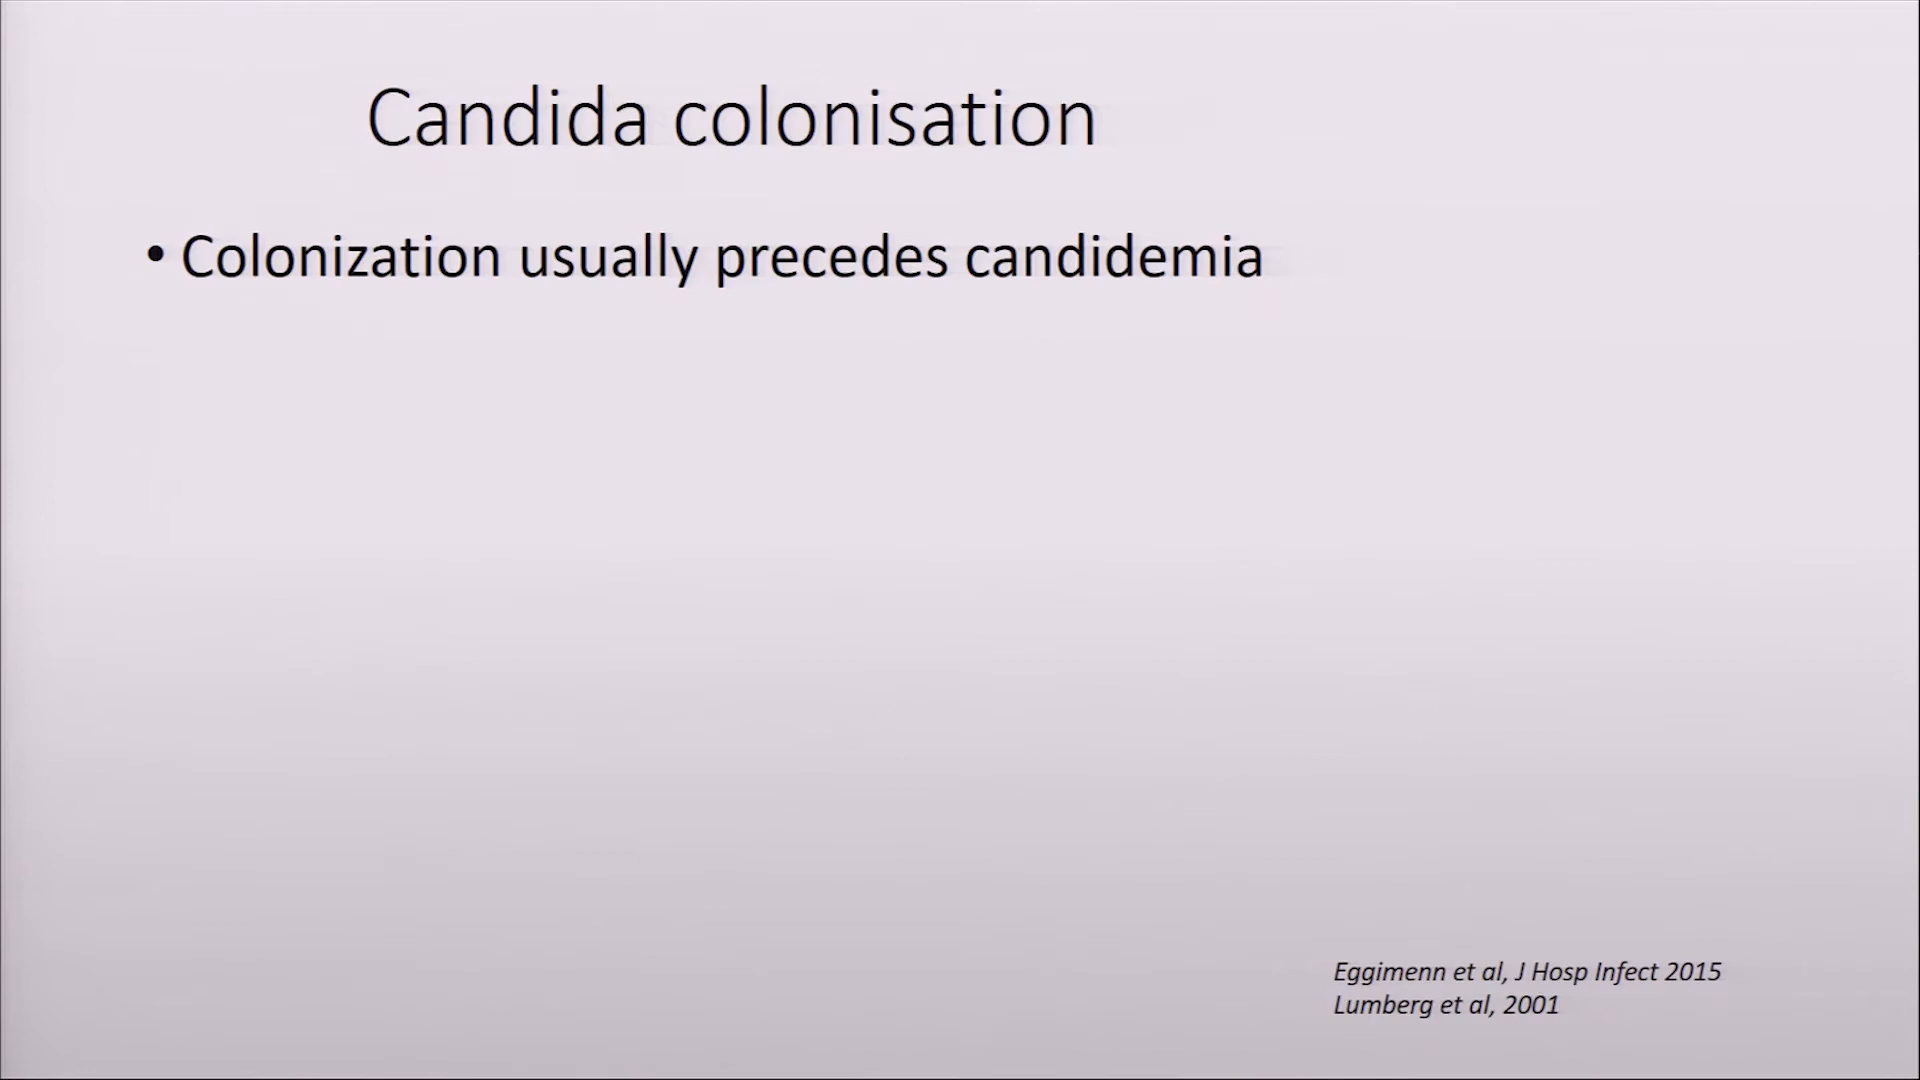 Candida colonisation
• Colonization usually precedes candidemia
Eggimenn et al, J Hosp Infect 2015
Lumberg et al, 2001